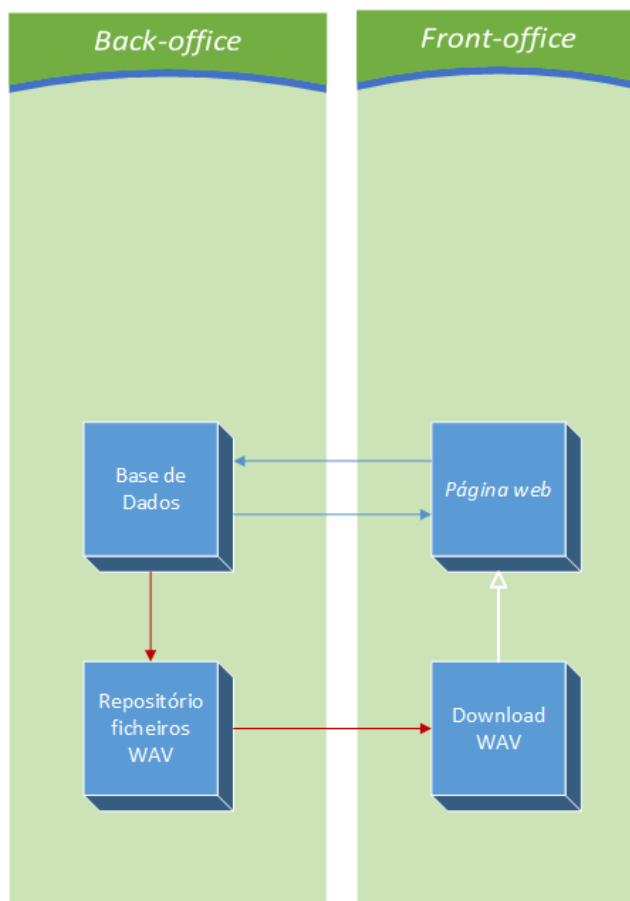 Back-office
Front-office
Base de
Dados
Página web
Repositório
ficheiros
WAV
Download
WAV